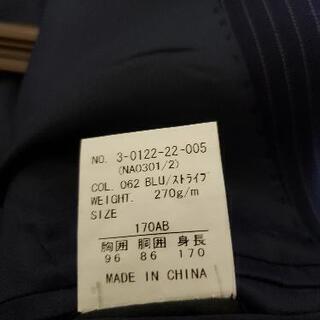 NO. 3-0122-22-005
(NA0301/2)
COL. 062 BLU/ストライプ
WEIGHT. 270g/m
SIZE
170AB
胸囲 胴囲 身長
96 86 170
MADE IN CHINA